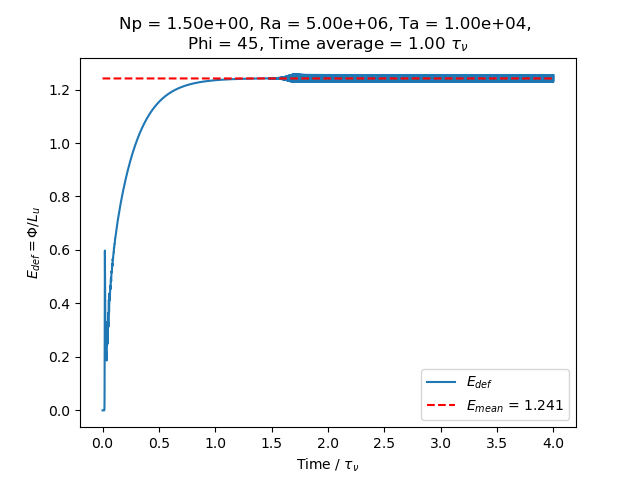 Np = 1.50e+00, Ra = 5.00e+06, Ta = 1.00e+04,
Phi = 45, Time average = 1.00 τ_ν
1.2
1.0
0.8
0.6
0.4
0.2
0.0
E_def = Φ/L_u
E_def
E_mean = 1.241
0.0 0.5 1.0 1.5 2.0 2.5 3.0 3.5 4.0
Time / τ_ν